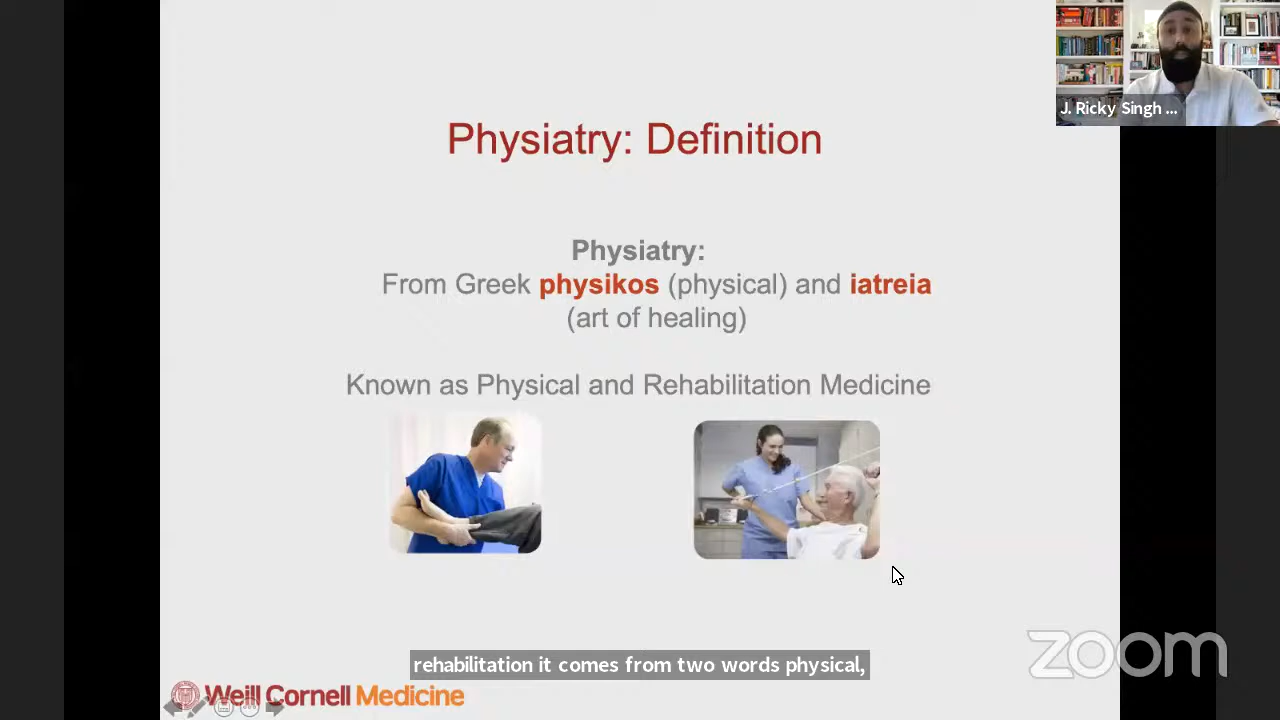 J. Ricky Singh ...
Physiatry: Definition
Physiatry:
From Greek physikos (physical) and iatreia
(art of healing)
Known as Physical and Rehabilitation Medicine
rehabilitation it comes from two words physical,
zoom
Weill Cornell Medicine